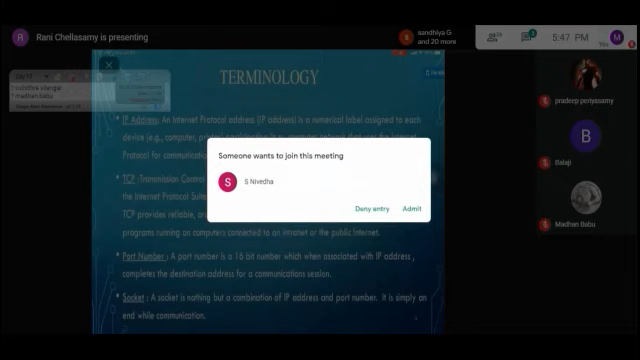 R Rani Chellasamy is presenting
sandhiya G
and 20 more
5:47 PM
You
M
TERMINOLOGY
madhan babu
IP Address: An Internet Protocol address (IP address) is a numerical label assigned to each
device (e.g., computer,
Protocol for communication
Someone wants to join this meeting
S S Nivedha
Deny entry Admit
TCP :Transmission Control
the Internet Protocol Suite
TCP provides reliable,
programs running on computers connected to an intranet or the public Internet.
Port Number : A port number is a 16 bit number which when associated with IP address ,
completes the destination address for a communications session.
Socket : A socket is nothing but a combination of IP address and port number. It is simply an
end while communication.
pradeep periyasamy
B
Balaji
Madhan Babu